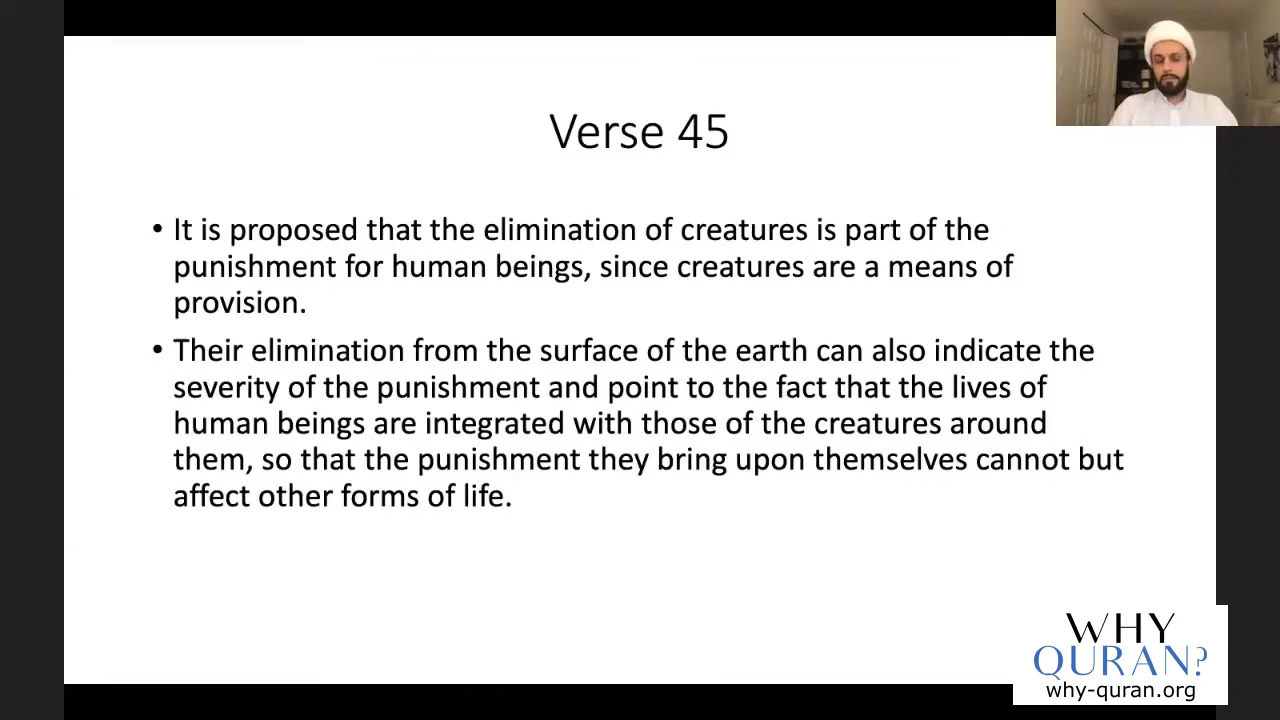 Verse 45
• It is proposed that the elimination of creatures is part of the
punishment for human beings, since creatures are a means of
provision.
• Their elimination from the surface of the earth can also indicate the
severity of the punishment and point to the fact that the lives of
human beings are integrated with those of the creatures around
them, so that the punishment they bring upon themselves cannot but
affect other forms of life.
WHY
QURAN?
why-quran.org